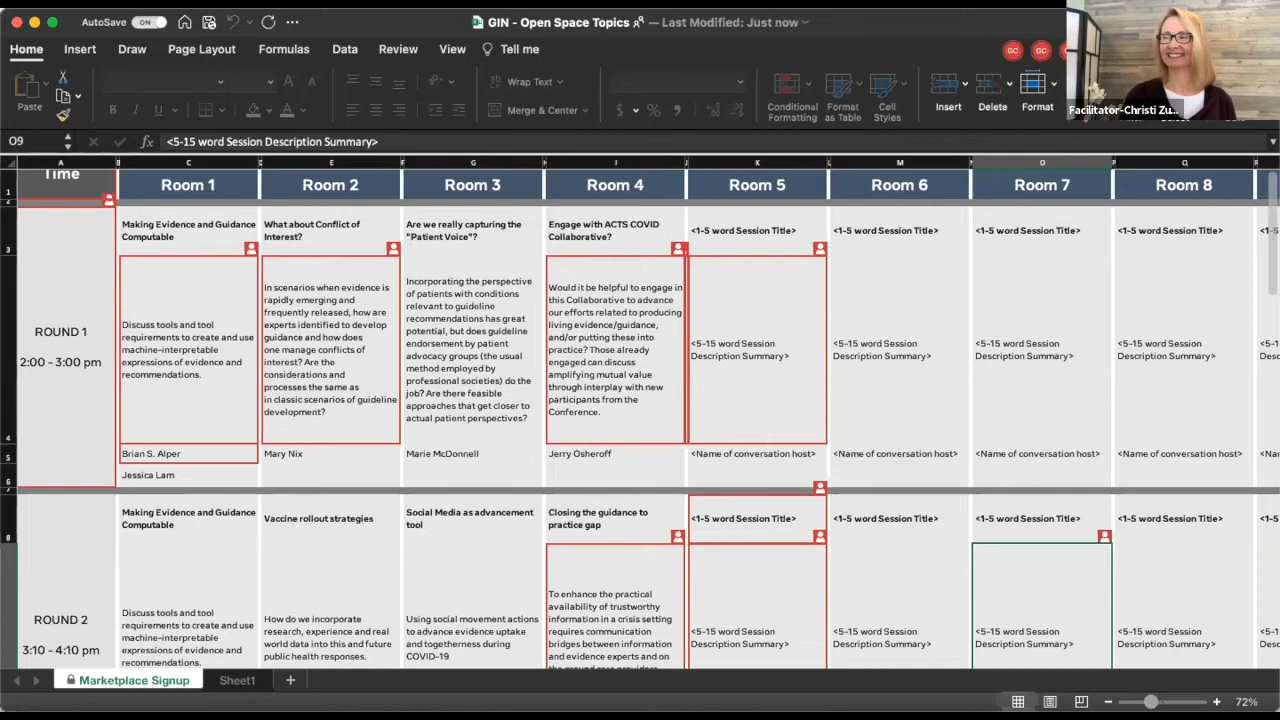 AutoSave ON GIN - Open Space Topics — Last Modified: Just now
Home Insert Draw Page Layout Formulas Data Review View Tell me GC GC
Paste B I U Wrap Text Merge & Center $ % Conditional Formatting Format as Table Cell Styles Insert Delete Format
Facilitator-Christi Zu...
O9 fx <5-15 word Session Description Summary>
A B C E G I K M O Q
1 Time Room 1 Room 2 Room 3 Room 4 Room 5 Room 6 Room 7 Room 8
Making Evidence and Guidance
Computable
What about Conflict of
Interest?
Are we really capturing the
"Patient Voice"?
Engage with ACTS COVID
Collaborative?
<1-5 word Session Title>
<1-5 word Session Title>
<1-5 word Session Title>
<1-5 word Session Title>
3
ROUND 1
2:00 - 3:00 pm
Discuss tools and tool
requirements to create and use
machine-interpretable
expressions of evidence and
recommendations.
In scenarios when evidence is
rapidly emerging and
frequently released, how are
experts identified to develop
guidance and how does
one manage conflicts of
interest? Are the
considerations and
processes the same as
in classic scenarios of guideline
development?
Incorporating the perspective
of patients with conditions
relevant to guideline
recommendations has great
potential, but does guideline
endorsement by patient
advocacy groups (the usual
method employed by
professional societies) do the
job? Are there feasible
approaches that get closer to
actual patient perspectives?
Would it be helpful to engage in
this Collaborative to advance
our efforts related to producing
living evidence/guidance,
and/or putting these into
practice? Those already
engaged can discuss
amplifying mutual value
through interplay with new
participants from the
Conference.
<5-15 word Session
Description Summary>
<5-15 word Session
Description Summary>
<5-15 word Session
Description Summary>
<5-15 word Session
Description Summary>
4
5 Brian S. Alper Mary Nix Marie McDonnell Jerry Osheroff <Name of conversation host> <Name of conversation host> <Name of conversation host> <Name of conversation host>
6 Jessica Lam
Making Evidence and Guidance
Computable
Vaccine rollout strategies
Social Media as advancement
tool
Closing the guidance to
practice gap
<1-5 word Session Title>
<1-5 word Session Title>
<1-5 word Session Title>
<1-5 word Session Title>
8
ROUND 2
3:10 - 4:10 pm
Discuss tools and tool
requirements to create and use
machine-interpretable
expressions of evidence and
recommendations.
How do we incorporate
research, experience and real
world data into this and future
public health responses.
Using social movement actions
to advance evidence uptake
and togetherness during
COVID-19
To enhance the practical
availability of trustworthy
information in a crisis setting
requires communication
bridges between information
and evidence experts and on
<5-15 word Session
Description Summary>
<5-15 word Session
Description Summary>
<5-15 word Session
Description Summary>
<5-15 word Session
Description Summary>
Marketplace Signup Sheet1
72%